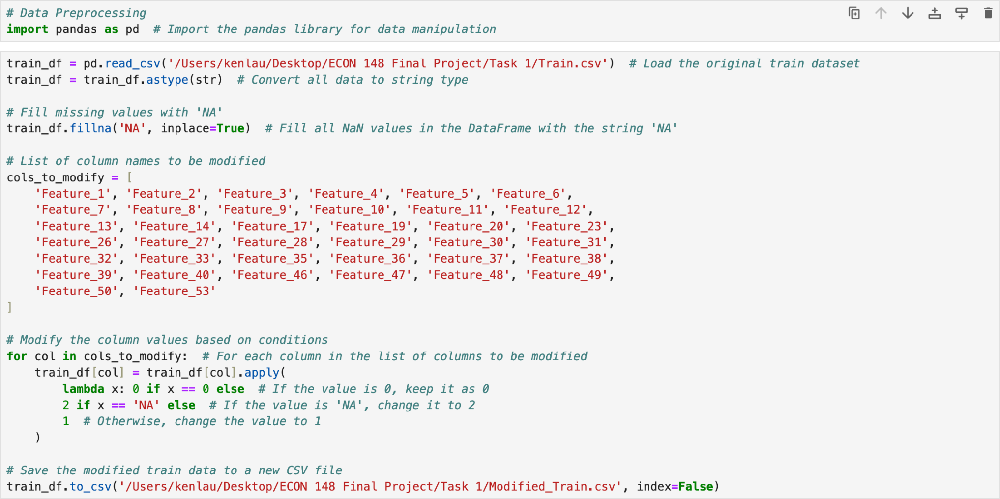 # Data Preprocessing
import pandas as pd  # Import the pandas library for data manipulation
train_df = pd.read_csv('/Users/kenlau/Desktop/ECON 148 Final Project/Task 1/Train.csv')  # Load the original train dataset
train_df = train_df.astype(str)  # Convert all data to string type
# Fill missing values with 'NA'
train_df.fillna('NA', inplace=True)  # Fill all NaN values in the DataFrame with the string 'NA'
# List of column names to be modified
cols_to_modify = [
    'Feature_1', 'Feature_2', 'Feature_3', 'Feature_4', 'Feature_5', 'Feature_6',
    'Feature_7', 'Feature_8', 'Feature_9', 'Feature_10', 'Feature_11', 'Feature_12',
    'Feature_13', 'Feature_14', 'Feature_17', 'Feature_19', 'Feature_20', 'Feature_23',
    'Feature_26', 'Feature_27', 'Feature_28', 'Feature_29', 'Feature_30', 'Feature_31',
    'Feature_32', 'Feature_33', 'Feature_35', 'Feature_36', 'Feature_37', 'Feature_38',
    'Feature_39', 'Feature_40', 'Feature_46', 'Feature_47', 'Feature_48', 'Feature_49',
    'Feature_50', 'Feature_53'
]
# Modify the column values based on conditions
for col in cols_to_modify:  # For each column in the list of columns to be modified
    train_df[col] = train_df[col].apply(
        lambda x: 0 if x == 0 else  # If the value is 0, keep it as 0
        2 if x == 'NA' else  # If the value is 'NA', change it to 2
        1  # Otherwise, change the value to 1
    )
# Save the modified train data to a new CSV file
train_df.to_csv('/Users/kenlau/Desktop/ECON 148 Final Project/Task 1/Modified_Train.csv', index=False)